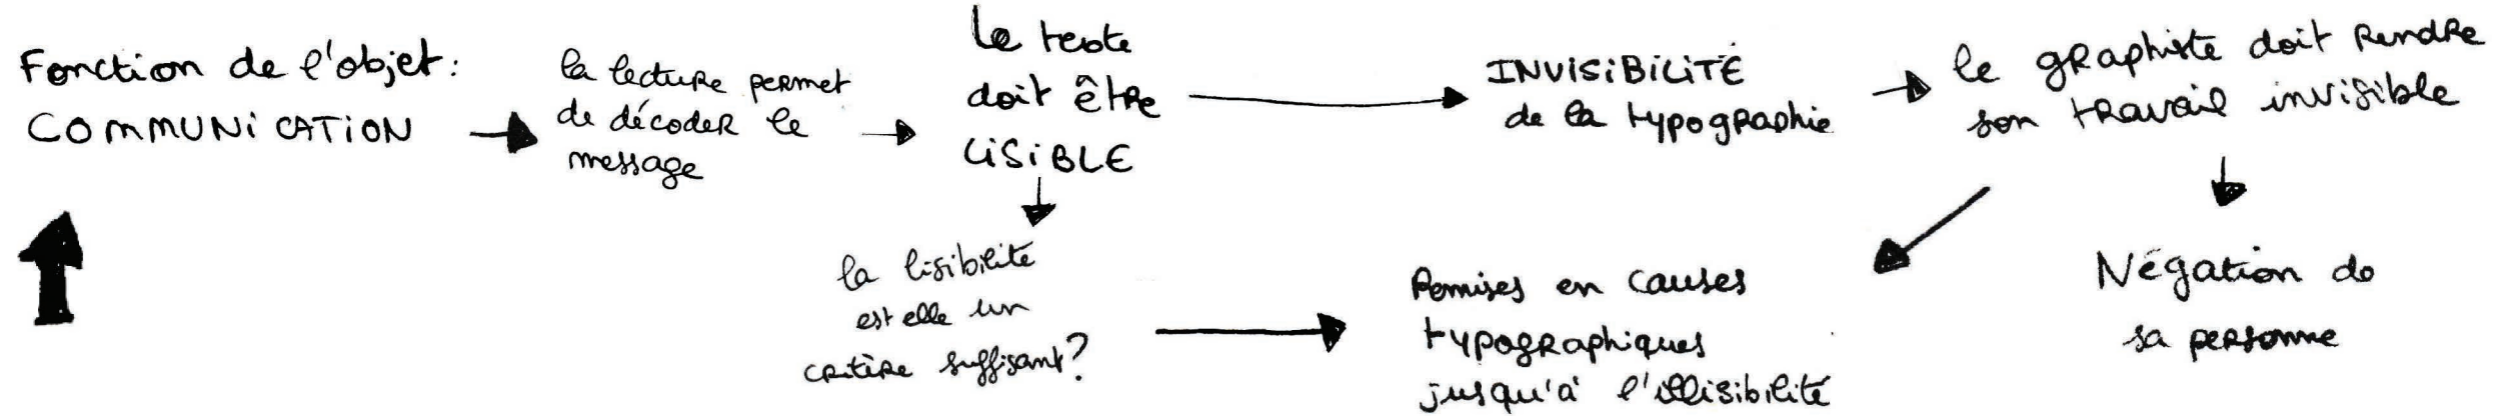 Fonction de l'objet :
COMMUNICATION
la lecture permet
de décoder le
message
le texte
doit être
LISIBLE
INVISIBILITÉ
de la typographie
le graphiste doit rendre
son travail invisible
la lisibilité
est elle un
critère suffisant ?
Remises en causes
typographiques
jusqu'à l'illisibilité
Négation de
sa personne